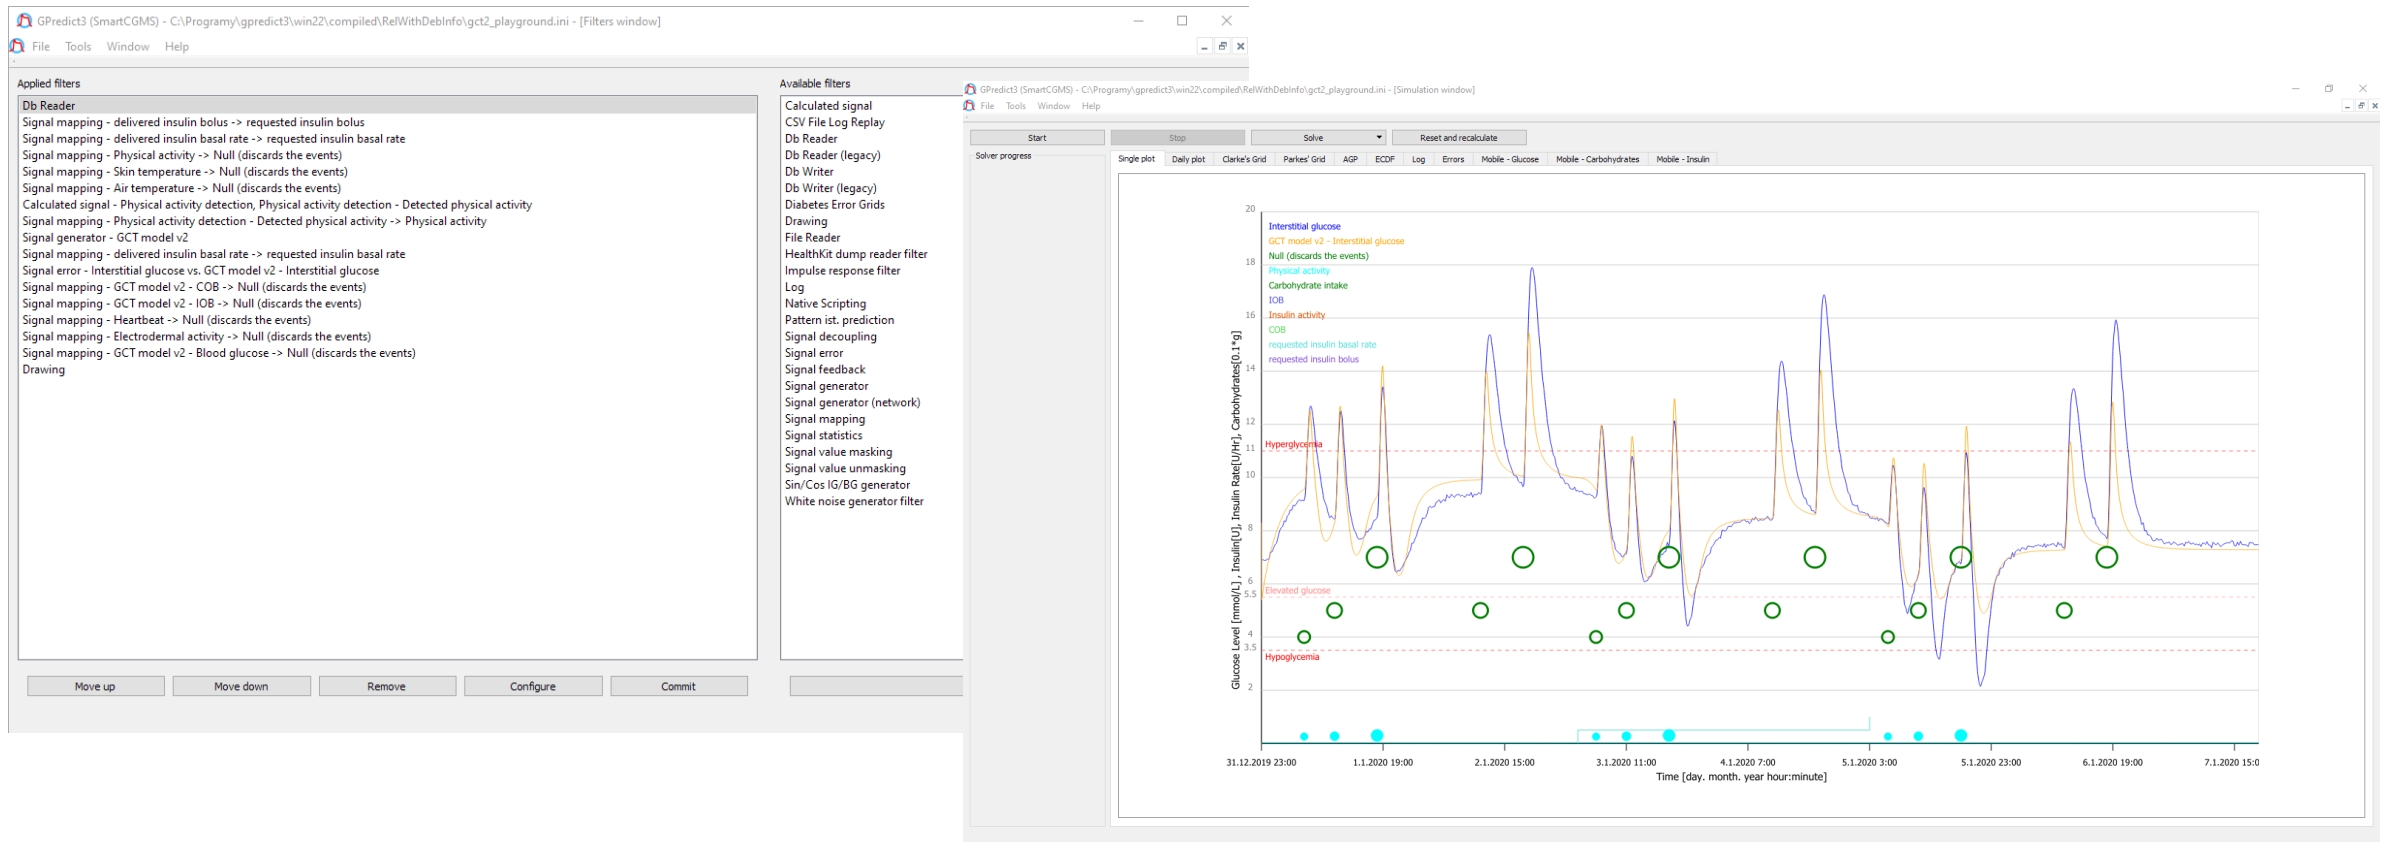 GPredict3 (SmartCGMS) - C:\Programy\gpredict3\win22\compiled\RelWithDebInfo\gct2_playground.ini - [Filters window]
File Tools Window Help
Applied filters
Db Reader
Signal mapping - delivered insulin bolus -> requested insulin bolus
Signal mapping - delivered insulin basal rate -> requested insulin basal rate
Signal mapping - Physical activity -> Null (discards the events)
Signal mapping - Skin temperature -> Null (discards the events)
Signal mapping - Air temperature -> Null (discards the events)
Calculated signal - Physical activity detection, Physical activity detection - Detected physical activity
Signal mapping - Physical activity detection - Detected physical activity -> Physical activity
Signal generator - GCT model v2
Signal mapping - delivered insulin basal rate -> requested insulin basal rate
Signal error - Interstitial glucose vs. GCT model v2 - Interstitial glucose
Signal mapping - GCT model v2 - COB -> Null (discards the events)
Signal mapping - GCT model v2 - IOB -> Null (discards the events)
Signal mapping - Heartbeat -> Null (discards the events)
Signal mapping - Electrodermal activity -> Null (discards the events)
Signal mapping - GCT model v2 - Blood glucose -> Null (discards the events)
Drawing
Move up Move down Remove Configure Commit
Available filters
Calculated signal
CSV File Log Replay
Db Reader
Db Reader (legacy)
Db Writer
Db Writer (legacy)
Diabetes Error Grids
Drawing
File Reader
HealthKit dump reader filter
Impulse response filter
Log
Native Scripting
Pattern ist. prediction
Signal decoupling
Signal error
Signal feedback
Signal generator
Signal generator (network)
Signal mapping
Signal statistics
Signal value masking
Signal value unmasking
Sin/Cos IG/BG generator
White noise generator filter
GPredict3 (SmartCGMS) - C:\Programy\gpredict3\win22\compiled\RelWithDebInfo\gct2_playground.ini - [Simulation window]
File Tools Window Help
Start Stop Solve Reset and recalculate
Solver progress
Single plot Daily plot Clarke's Grid Parkes' Grid AGP ECDF Log Errors Mobile - Glucose Mobile - Carbohydrates Mobile - Insulin
Glucose Level [mmol/L] , Insulin[U], Insulin Rate[U/Hr], Carbohydrates[0.1*g]
20
18
16
14
12
11
10
8
6
5.5
4
3.5
2
Interstitial glucose
GCT model v2 - Interstitial glucose
Null (discards the events)
Physical activity
Carbohydrate intake
IOB
Insulin activity
COB
requested insulin basal rate
requested insulin bolus
Hyperglycemia
Elevated glucose
Hypoglycemia
31.12.2019 23:00 1.1.2020 19:00 2.1.2020 15:00 3.1.2020 11:00 4.1.2020 7:00 5.1.2020 3:00 5.1.2020 23:00 6.1.2020 19:00 7.1.2020 15:0
Time [day. month. year hour:minute]